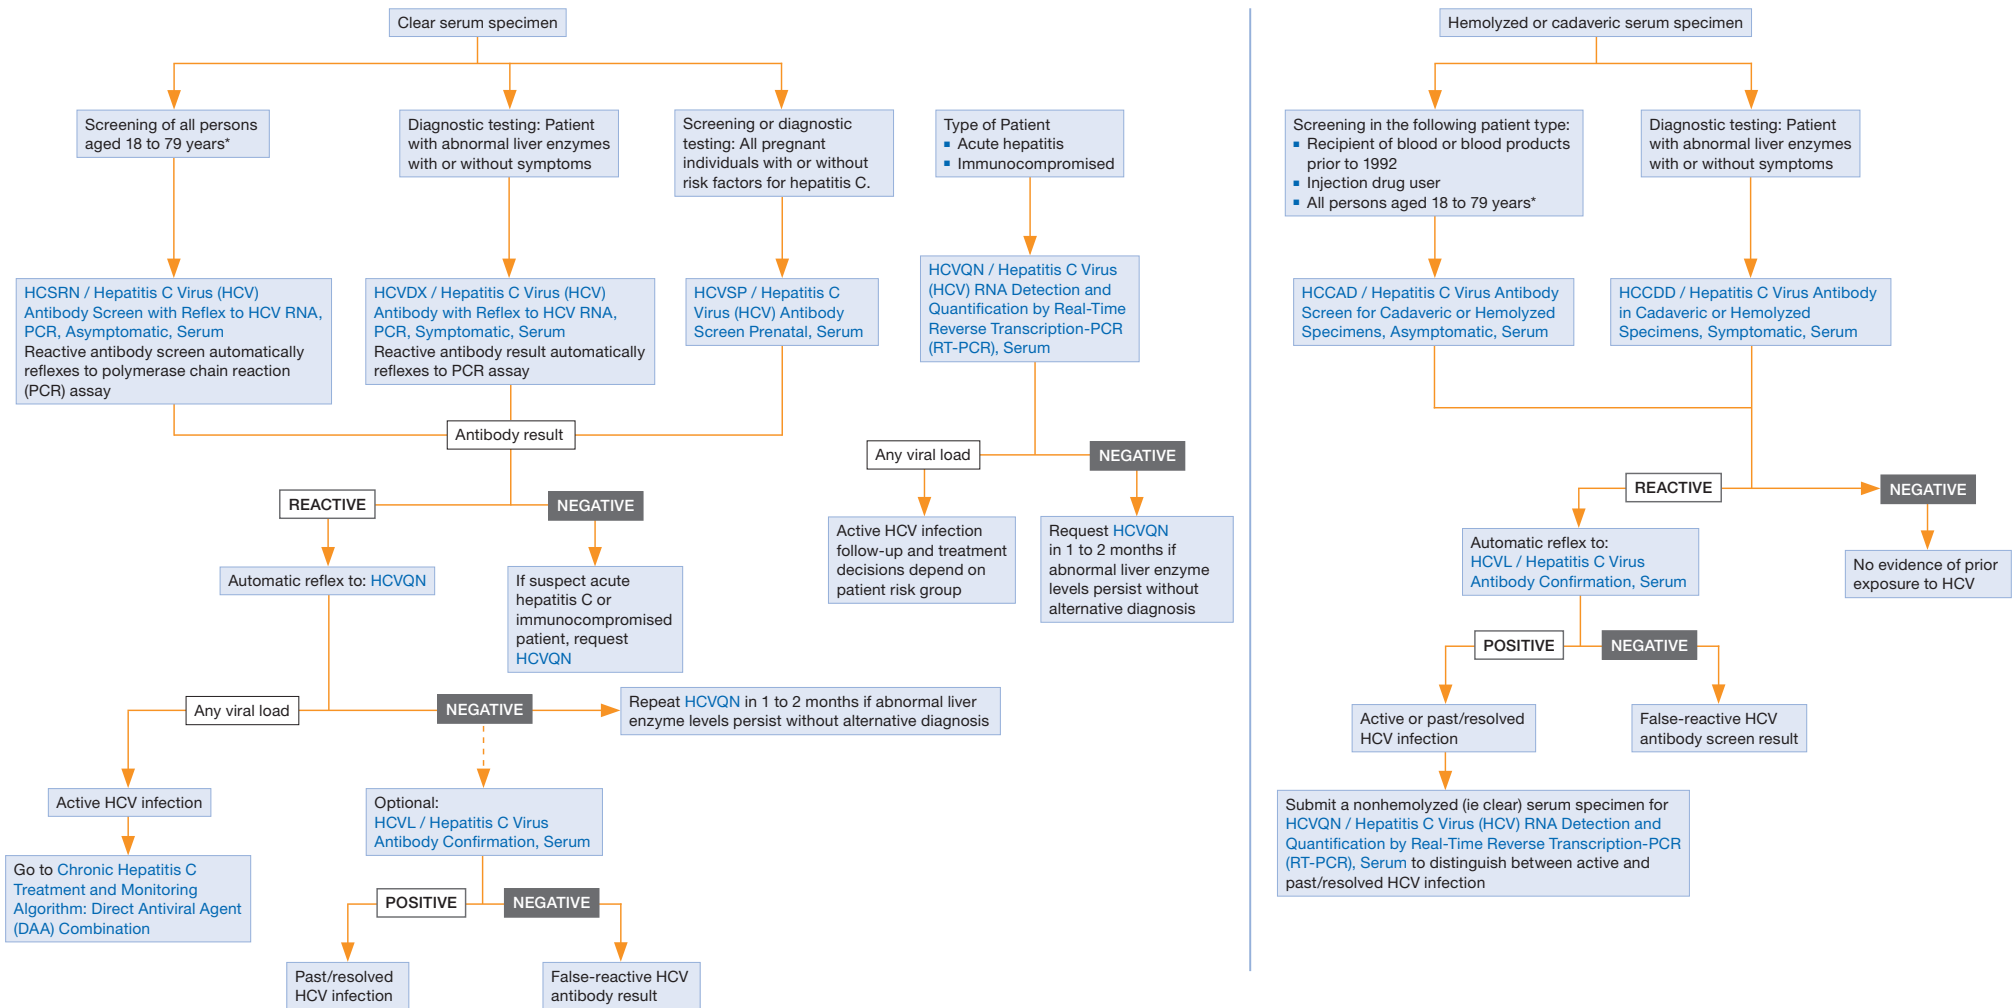 Clear serum specimen
Screening of all persons
aged 18 to 79 years*
Diagnostic testing: Patient
with abnormal liver enzymes
with or without symptoms
Screening or diagnostic
testing: All pregnant
individuals with or without
risk factors for hepatitis C.
Type of Patient
▪ Acute hepatitis
▪ Immunocompromised
HCSRN / Hepatitis C Virus (HCV)
Antibody Screen with Reflex to HCV RNA,
PCR, Asymptomatic, Serum
Reactive antibody screen automatically
reflexes to polymerase chain reaction
(PCR) assay
HCVDX / Hepatitis C Virus (HCV)
Antibody with Reflex to HCV RNA,
PCR, Symptomatic, Serum
Reactive antibody result automatically
reflexes to PCR assay
HCVSP / Hepatitis C
Virus (HCV) Antibody
Screen Prenatal, Serum
HCVQN / Hepatitis C Virus
(HCV) RNA Detection and
Quantification by Real-Time
Reverse Transcription-PCR
(RT-PCR), Serum
Antibody result
REACTIVE
NEGATIVE
Automatic reflex to: HCVQN
If suspect acute
hepatitis C or
immunocompromised
patient, request
HCVQN
Any viral load
NEGATIVE
Active HCV infection
follow-up and treatment
decisions depend on
patient risk group
Request HCVQN
in 1 to 2 months if
abnormal liver enzyme
levels persist without
alternative diagnosis
Any viral load
NEGATIVE
Repeat HCVQN in 1 to 2 months if abnormal liver
enzyme levels persist without alternative diagnosis
Active HCV infection
Go to Chronic Hepatitis C
Treatment and Monitoring
Algorithm: Direct Antiviral Agent
(DAA) Combination
Optional:
HCVL / Hepatitis C Virus
Antibody Confirmation, Serum
POSITIVE
NEGATIVE
Past/resolved
HCV infection
False-reactive HCV
antibody result
Hemolyzed or cadaveric serum specimen
Screening in the following patient type:
▪ Recipient of blood or blood products
prior to 1992
▪ Injection drug user
▪ All persons aged 18 to 79 years*
Diagnostic testing: Patient
with abnormal liver enzymes
with or without symptoms
HCCAD / Hepatitis C Virus Antibody
Screen for Cadaveric or Hemolyzed
Specimens, Asymptomatic, Serum
HCCDD / Hepatitis C Virus Antibody
in Cadaveric or Hemolyzed
Specimens, Symptomatic, Serum
REACTIVE
NEGATIVE
Automatic reflex to:
HCVL / Hepatitis C Virus
Antibody Confirmation, Serum
No evidence of prior
exposure to HCV
POSITIVE
NEGATIVE
Active or past/resolved
HCV infection
False-reactive HCV
antibody screen result
Submit a nonhemolyzed (ie clear) serum specimen for
HCVQN / Hepatitis C Virus (HCV) RNA Detection and
Quantification by Real-Time Reverse Transcription-PCR
(RT-PCR), Serum to distinguish between active and
past/resolved HCV infection